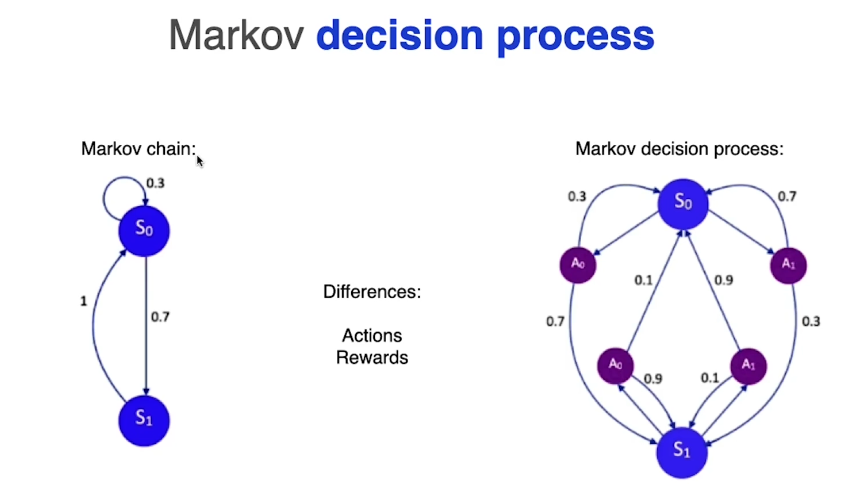 Markov decision process
Markov chain:
0.3
S0
1
0.7
S1
Differences:
Actions
Rewards
Markov decision process:
0.3
S0
0.7
A0
A1
0.1
0.9
0.7
0.3
A0
0.9
0.1
A1
S1